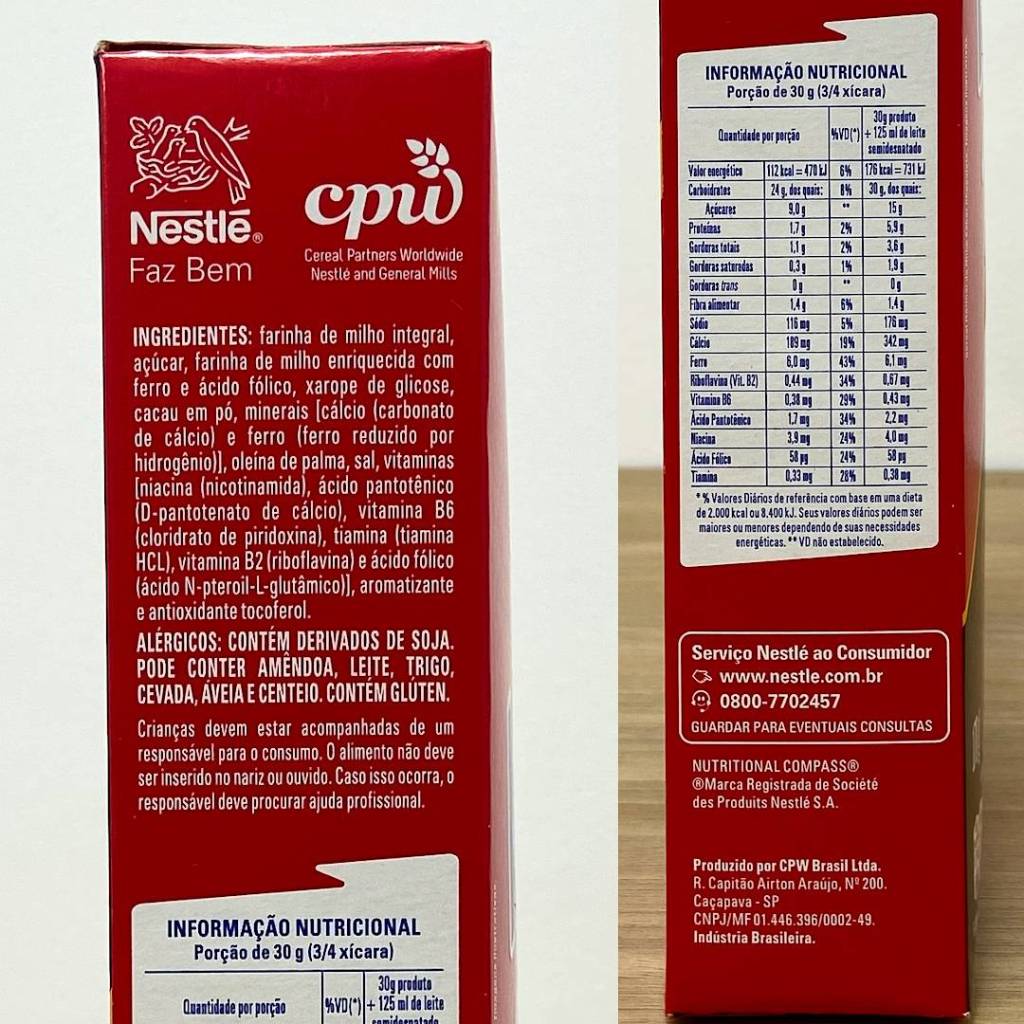 Nestlé®
Faz Bem
cpw
Cereal Partners Worldwide
Nestlé and General Mills
INGREDIENTES: farinha de milho integral,
açúcar, farinha de milho enriquecida com
ferro e ácido fólico, xarope de glicose,
cacau em pó, minerais [cálcio (carbonato
de cálcio) e ferro (ferro reduzido por
hidrogênio)], oleína de palma, sal, vitaminas
[niacina (nicotinamida), ácido pantotênico
(D-pantotenato de cálcio), vitamina B6
(cloridrato de piridoxina), tiamina (tiamina
HCL), vitamina B2 (riboflavina) e ácido fólico
(ácido N-pteroil-L-glutâmico)], aromatizante
e antioxidante tocoferol.
ALÉRGICOS: CONTÉM DERIVADOS DE SOJA.
PODE CONTER AMÊNDOA, LEITE, TRIGO,
CEVADA, AVEIA E CENTEIO. CONTÉM GLÚTEN.
Crianças devem estar acompanhadas de um
responsável para o consumo. O alimento não deve
ser inserido no nariz ou ouvido. Caso isso ocorra, o
responsável deve procurar ajuda profissional.
INFORMAÇÃO NUTRICIONAL
Porção de 30 g (3/4 xícara)
Quantidade por porção %VD(*) 30g produto
+ 125 ml de leite
semidesnatado
INFORMAÇÃO NUTRICIONAL
Porção de 30 g (3/4 xícara)
Quantidade por porção %VD(*) 30g produto
+ 125 ml de leite
semidesnatado
Valor energético 112 kcal = 470 kJ 6% 176 kcal = 731 kJ
Carboidratos 24 g, dos quais: 8% 30 g, dos quais:
Açúcares 9,0 g ** 15 g
Proteínas 1,7 g 2% 5,9 g
Gorduras totais 1,1 g 2% 3,6 g
Gorduras saturadas 0,3 g 1% 1,9 g
Gorduras trans 0 g ** 0 g
Fibra alimentar 1,4 g 6% 1,4 g
Sódio 116 mg 5% 176 mg
Cálcio 189 mg 19% 342 mg
Ferro 6,0 mg 43% 6,1 mg
Riboflavina (Vit. B2) 0,44 mg 34% 0,67 mg
Vitamina B6 0,38 mg 29% 0,43 mg
Ácido Pantotênico 1,7 mg 34% 2,2 mg
Niacina 3,9 mg 24% 4,0 mg
Ácido Fólico 58 µg 24% 58 µg
Tiamina 0,33 mg 28% 0,38 mg
* % Valores Diários de referência com base em uma dieta
de 2.000 kcal ou 8.400 kJ. Seus valores diários podem ser
maiores ou menores dependendo de suas necessidades
energéticas. ** VD não estabelecido.
Serviço Nestlé ao Consumidor
www.nestle.com.br
0800-7702457
GUARDAR PARA EVENTUAIS CONSULTAS
NUTRITIONAL COMPASS®
®Marca Registrada de Société
des Produits Nestlé S.A.
Produzido por CPW Brasil Ltda.
R. Capitão Airton Araújo, Nº 200.
Caçapava - SP
CNPJ/MF 01.446.396/0002-49.
Indústria Brasileira.